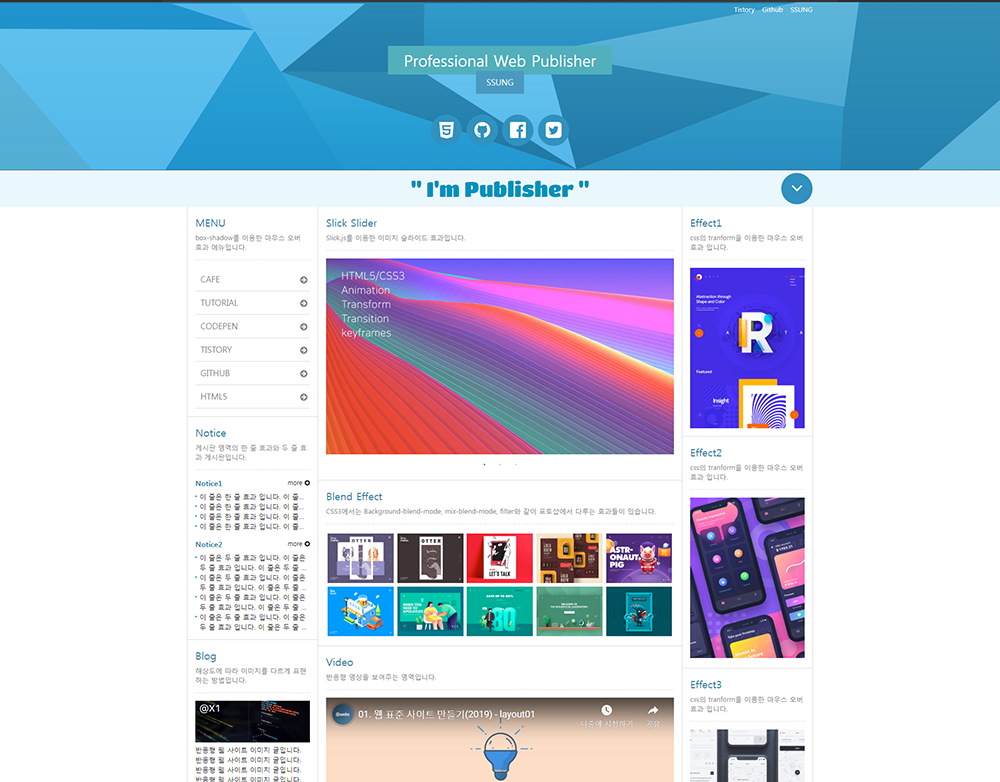 Tistory Github SSUNG
Professional Web Publisher
SSUNG
" I'm Publisher "
MENU
box-shadow를 이용한 마우스 오버
효과 메뉴입니다.
CAFE
TUTORIAL
CODEPEN
TISTORY
GITHUB
HTML5
Notice
게시판 영역의 한 줄 효과와 두 줄 효
과 게시판입니다.
Notice1 more
이 줄은 한 줄 효과 입니다. 이 줄...
이 줄은 한 줄 효과 입니다. 이 줄...
이 줄은 한 줄 효과 입니다. 이 줄...
이 줄은 한 줄 효과 입니다. 이 줄...
Notice2 more
이 줄은 두 줄 효과 입니다. 이 줄은
두 줄 효과 입니다. 이 줄은 두 줄 ...
이 줄은 두 줄 효과 입니다. 이 줄은
두 줄 효과 입니다. 이 줄은 두 줄 ...
이 줄은 두 줄 효과 입니다. 이 줄은
두 줄 효과 입니다. 이 줄은 두 줄 ...
이 줄은 두 줄 효과 입니다. 이 줄은
두 줄 효과 입니다. 이 줄은 두 줄 ...
Blog
해상도에 따라 이미지를 다르게 표현
하는 방법입니다.
@X1
반응형 웹 사이트 이미지 글입니다.
반응형 웹 사이트 이미지 글입니다.
반응형 웹 사이트 이미지 글입니다.
반응형 웹 사이트 이미지 글입니다.
Slick Slider
Slick.js를 이용한 이미지 슬라이드 효과입니다.
HTML5/CSS3
Animation
Transform
Transition
keyframes
Blend Effect
CSS3에서는 Background-blend-mode, mix-blend-mode, filter와 같이 포토샵에서 다루는 효과들이 있습니다.
OTTER
LET'S TALK
ASTR-
ONAUT
PIG
80
Video
반응형 영상을 보여주는 영역입니다.
01. 웹 표준 사이트 만들기(2019) - layout01
나중에 시청하기 공유
Effect1
css의 tranform을 이용한 마우스 오버
효과 입니다.
Abstraction through
Shape and Color
R
Featured
Insight
Effect2
css의 tranform을 이용한 마우스 오버
효과 입니다.
Effect3
css의 tranform을 이용한 마우스 오버
효과 입니다.